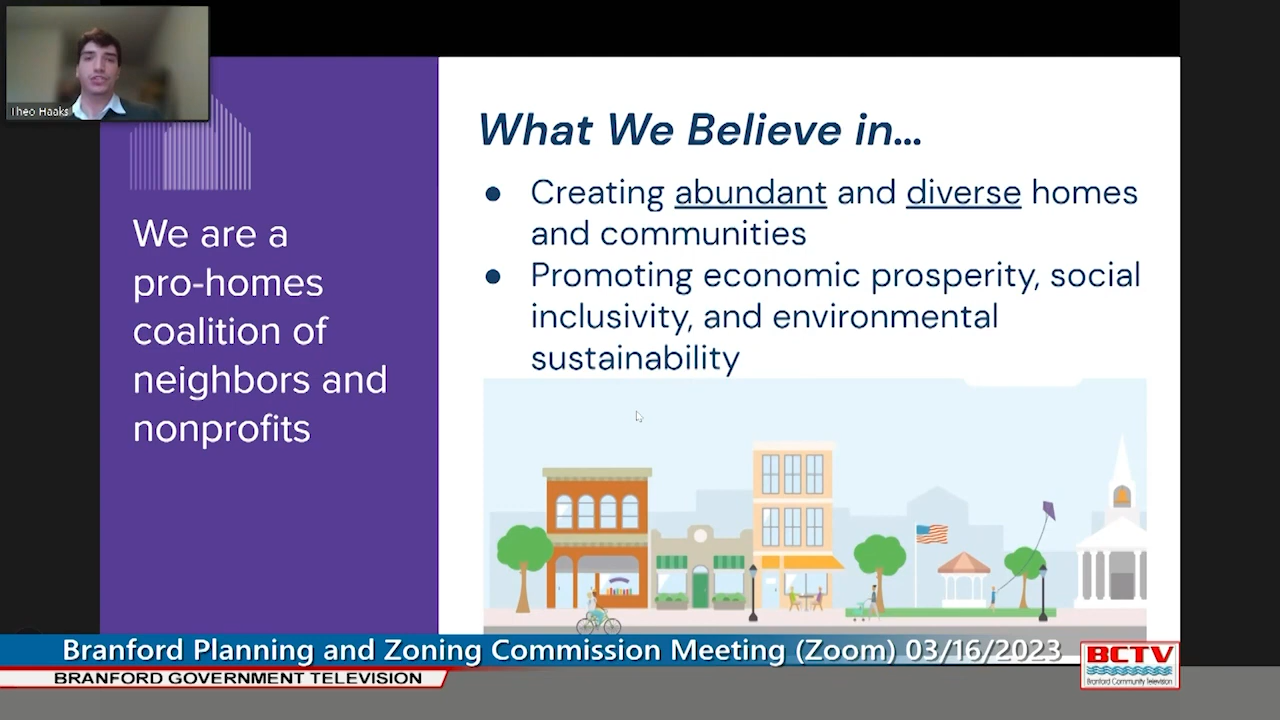 Theo Haaks
We are a
pro-homes
coalition of
neighbors and
nonprofits
What We Believe in...
● Creating abundant and diverse homes
and communities
● Promoting economic prosperity, social
inclusivity, and environmental
sustainability
Branford Planning and Zoning Commission Meeting (Zoom) 03/16/2023
BRANFORD GOVERNMENT TELEVISION
BCTV
Branford Community Television